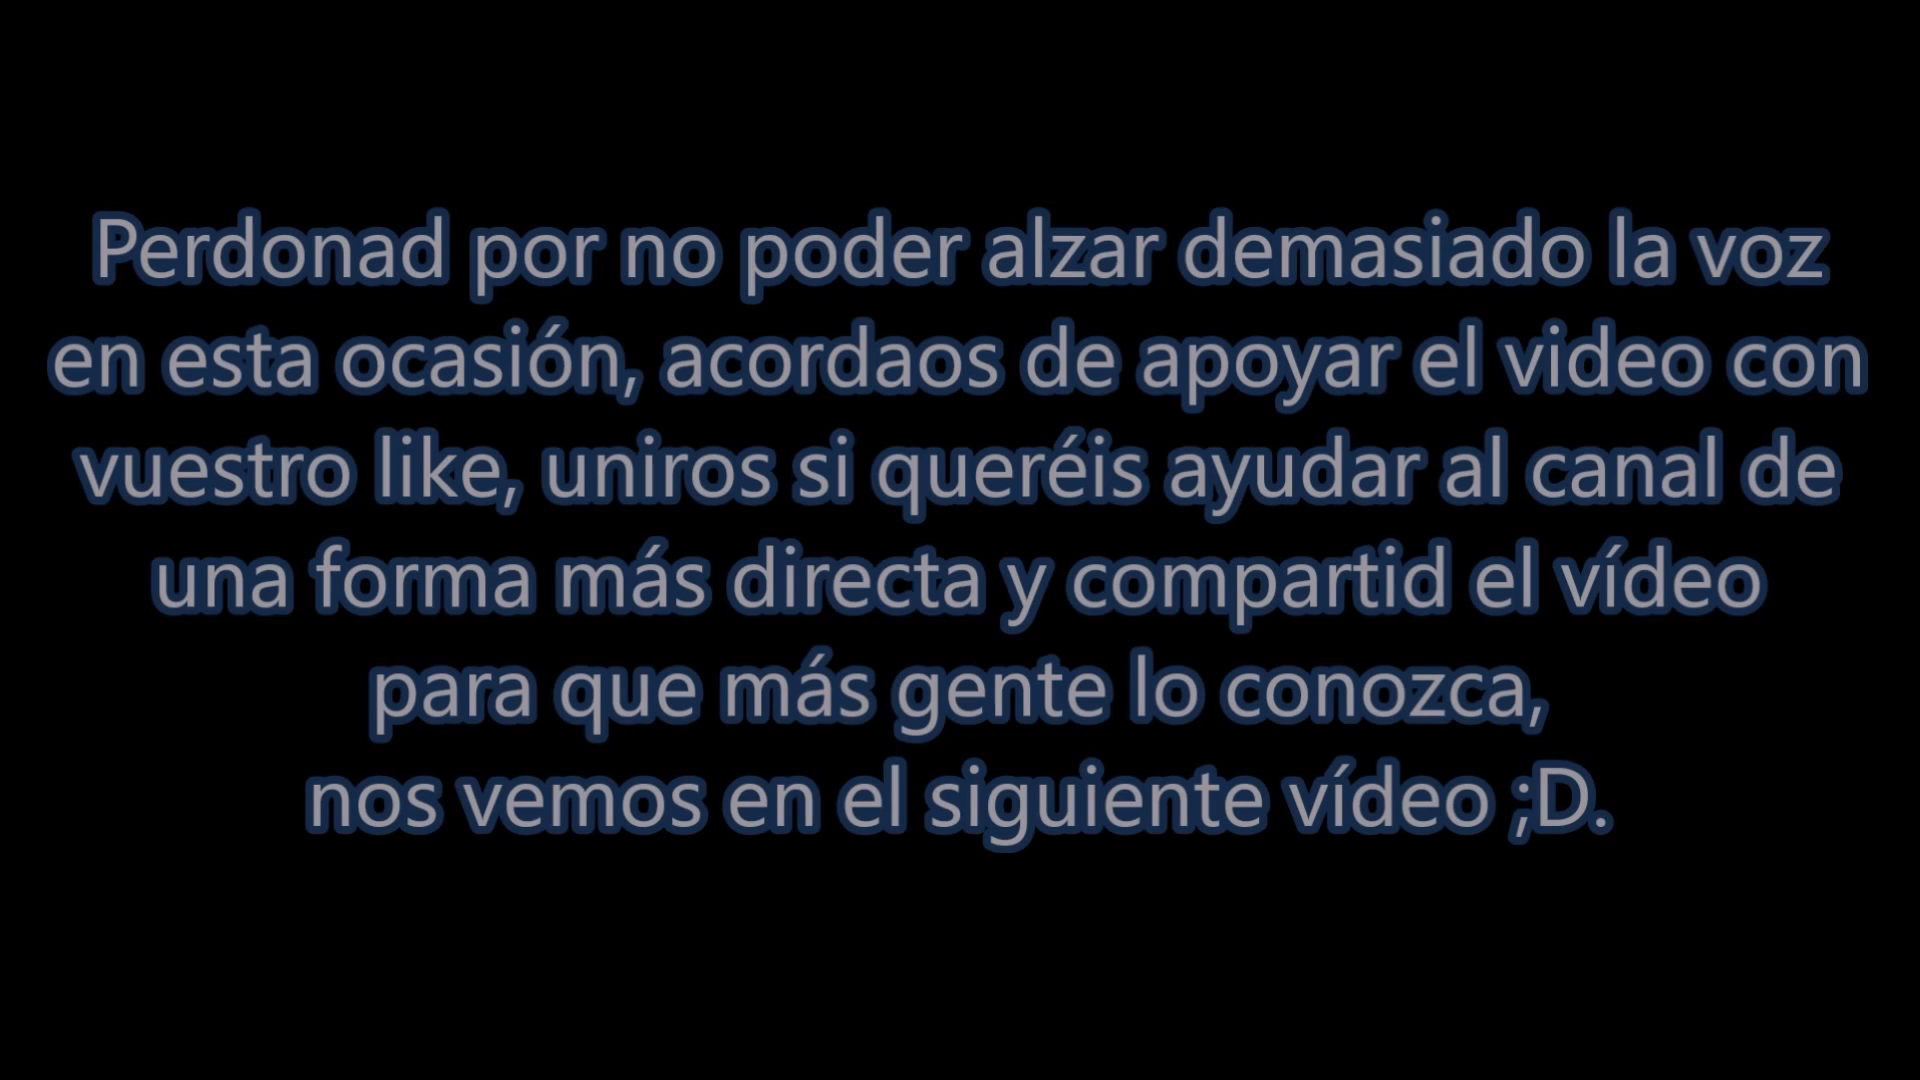 Perdonad por no poder alzar demasiado la voz
en esta ocasión, acordaos de apoyar el video con
vuestro like, uniros si queréis ayudar al canal de
una forma más directa y compartid el vídeo
para que más gente lo conozca,
nos vemos en el siguiente vídeo ;D.